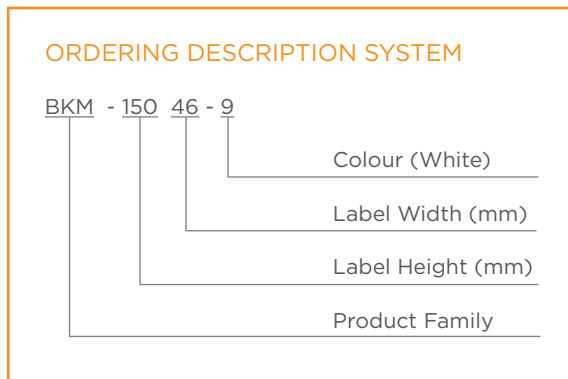 ORDERING DESCRIPTION SYSTEM
BKM - 150 46 - 9
Colour (White)
Label Width (mm)
Label Height (mm)
Product Family